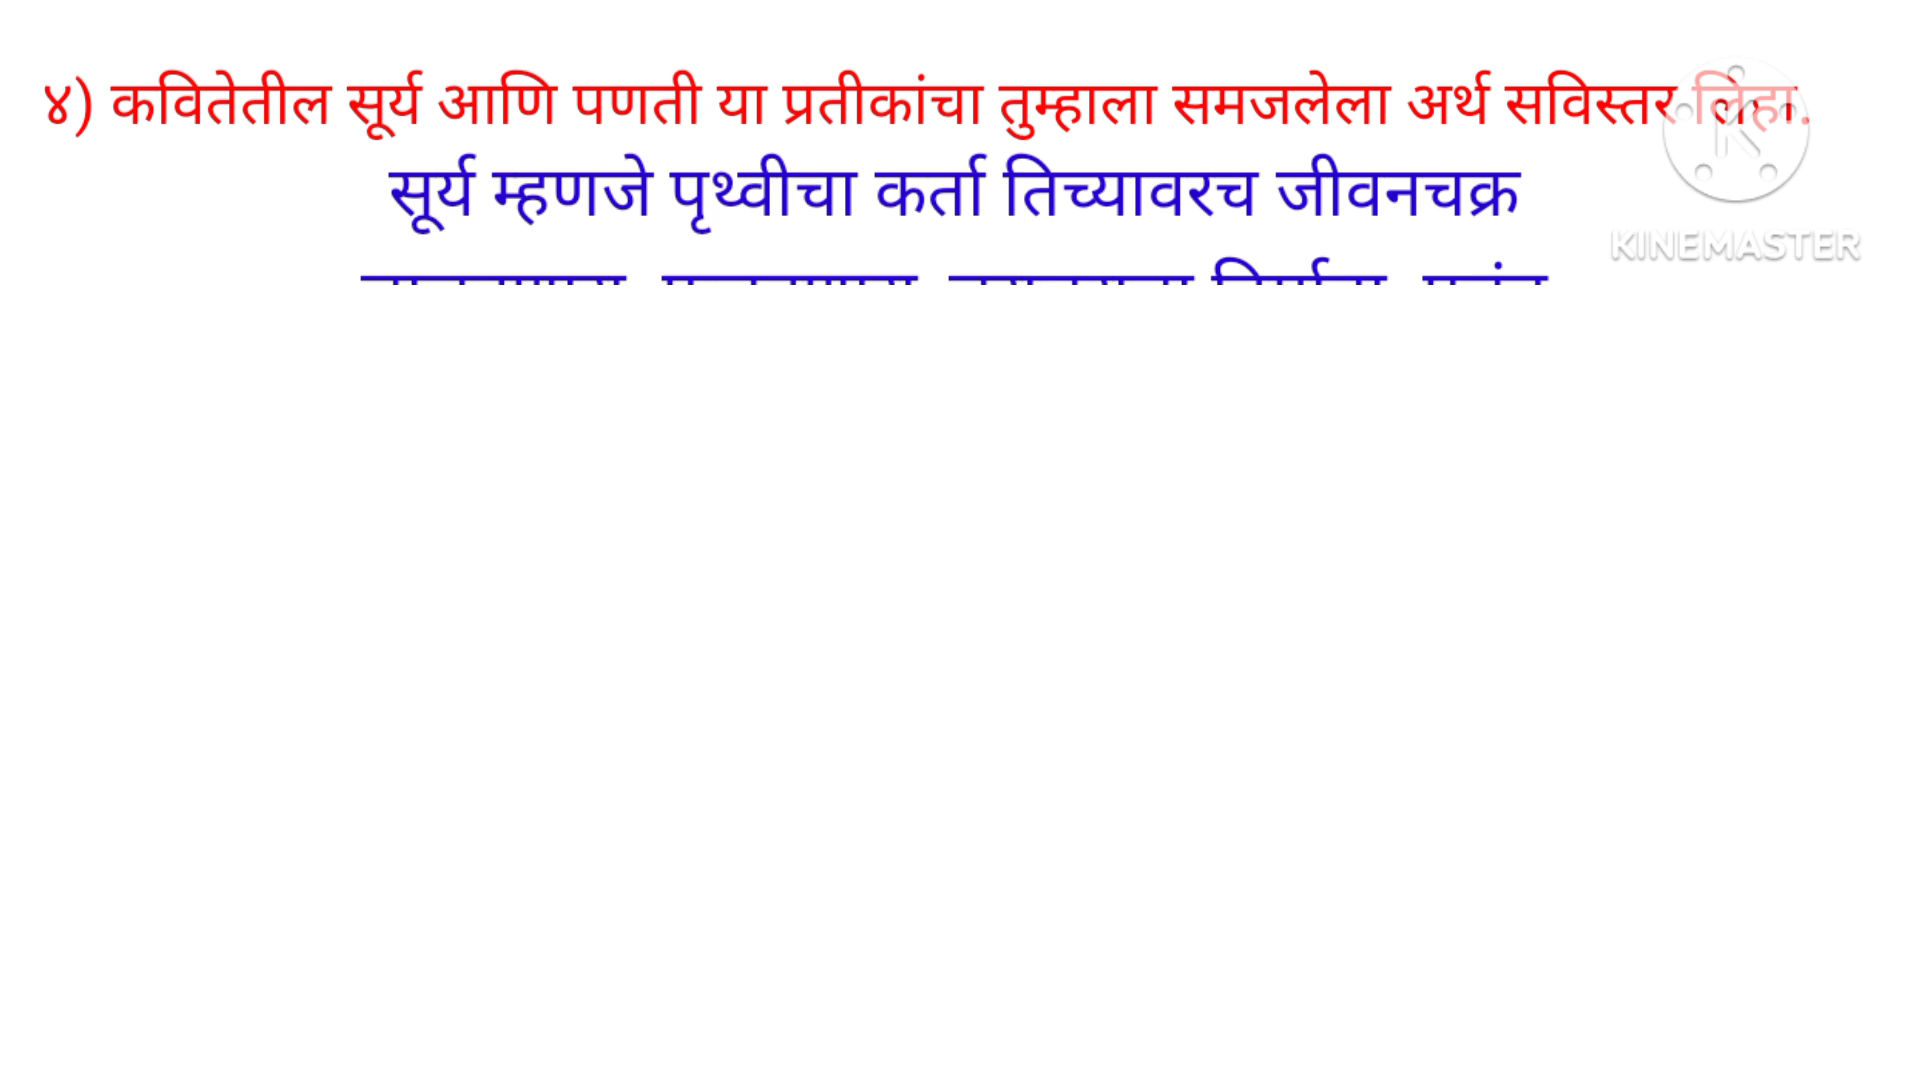 ४) कवितेतील सूर्य आणि पणती या प्रतीकांचा तुम्हाला समजलेला अर्थ सविस्तर लिहा.
सूर्य म्हणजे पृथ्वीचा कर्ता तिच्यावरच जीवनचक्र
KINEMASTER